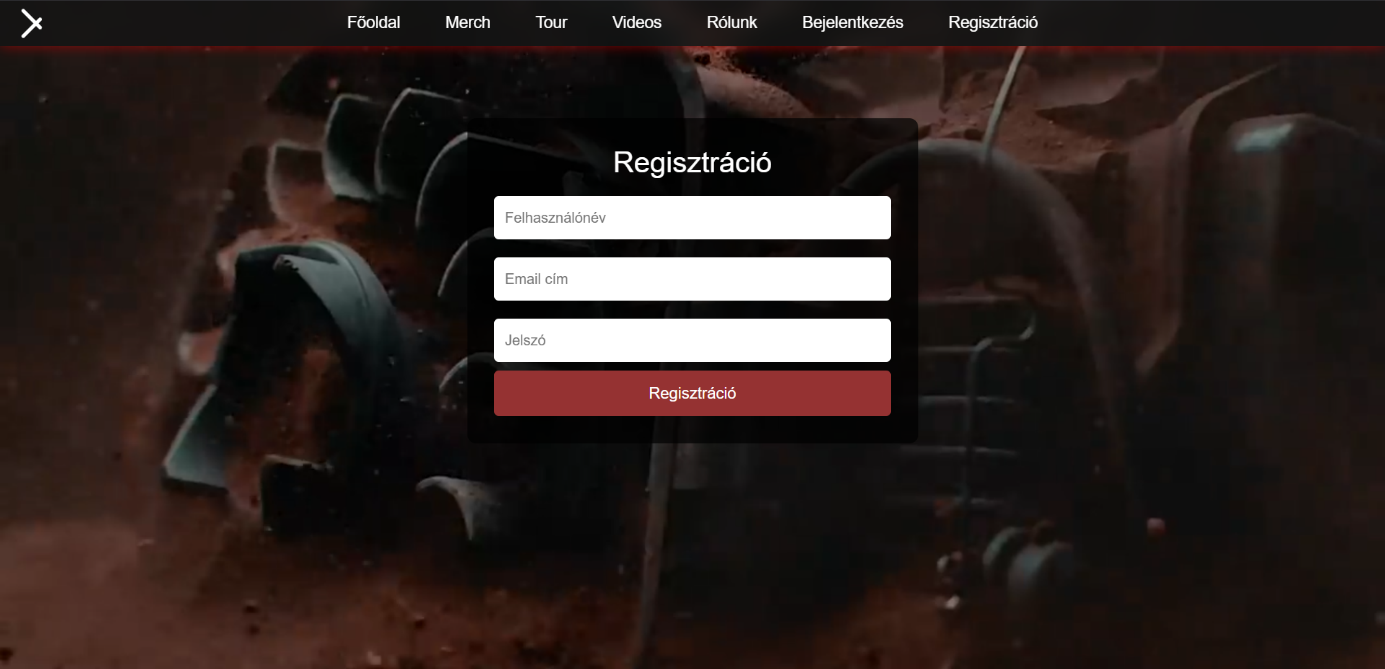 Főoldal Merch Tour Videos Rólunk Bejelentkezés Regisztráció
Regisztráció
Felhasználónév
Email cím
Jelszó
Regisztráció